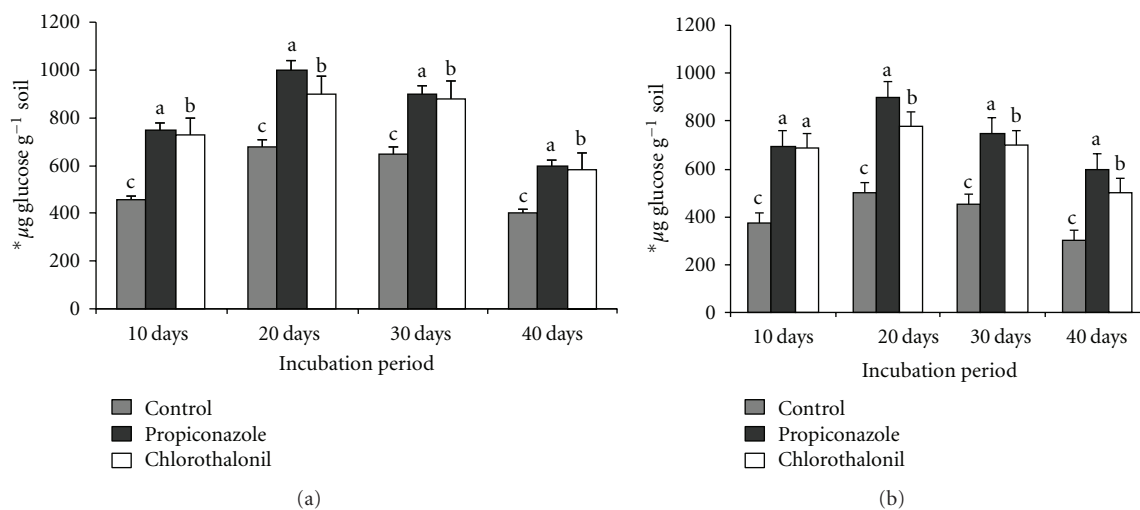 1200
1000
800
600
400
200
0
* µg glucose g−1 soil
c a b
c a b
c a b
c a b
10 days 20 days 30 days 40 days
Incubation period
Control
Propiconazole
Chlorothalonil
(a)
1200
1000
800
600
400
200
0
* µg glucose g−1 soil
c a a
c a b
c a b
c a b
10 days 20 days 30 days 40 days
Incubation period
Control
Propiconazole
Chlorothalonil
(b)